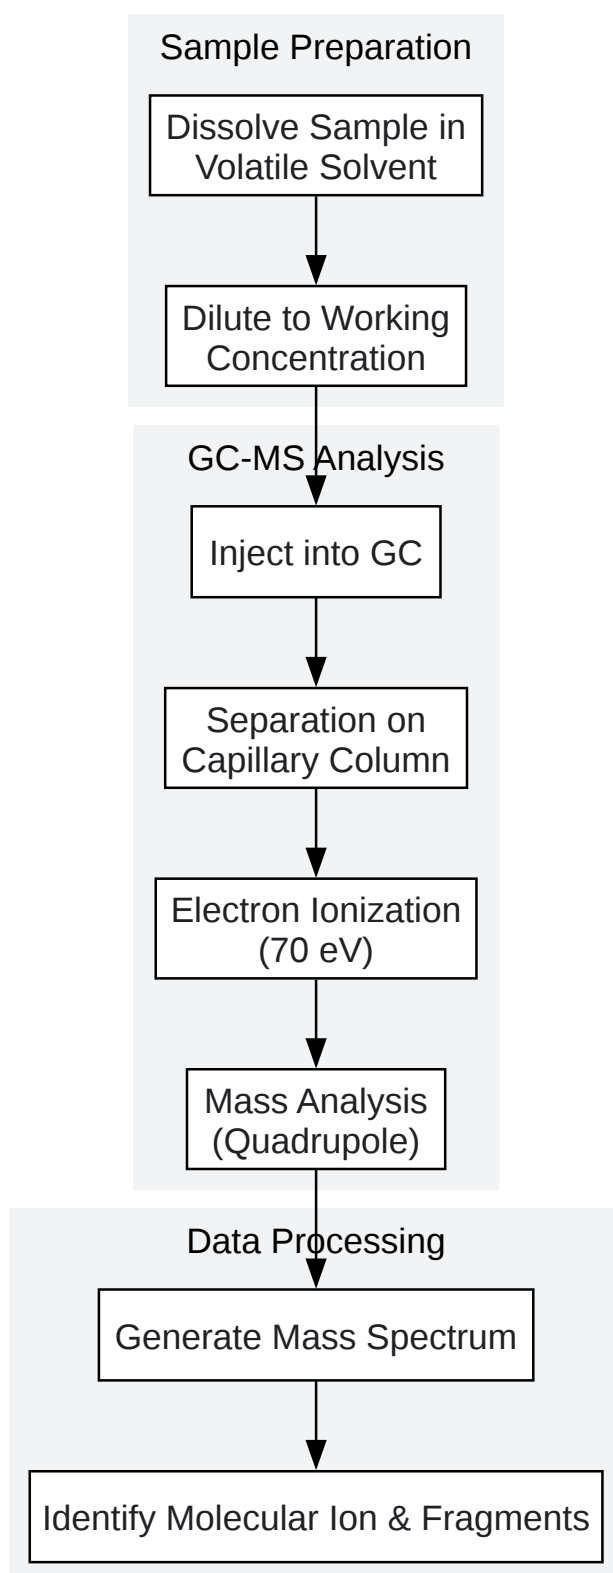 Sample Preparation
Dissolve Sample in
Volatile Solvent
Dilute to Working
Concentration
GC-MS Analysis
Inject into GC
Separation on
Capillary Column
Electron Ionization
(70 eV)
Mass Analysis
(Quadrupole)
Data Processing
Generate Mass Spectrum
Identify Molecular Ion & Fragments